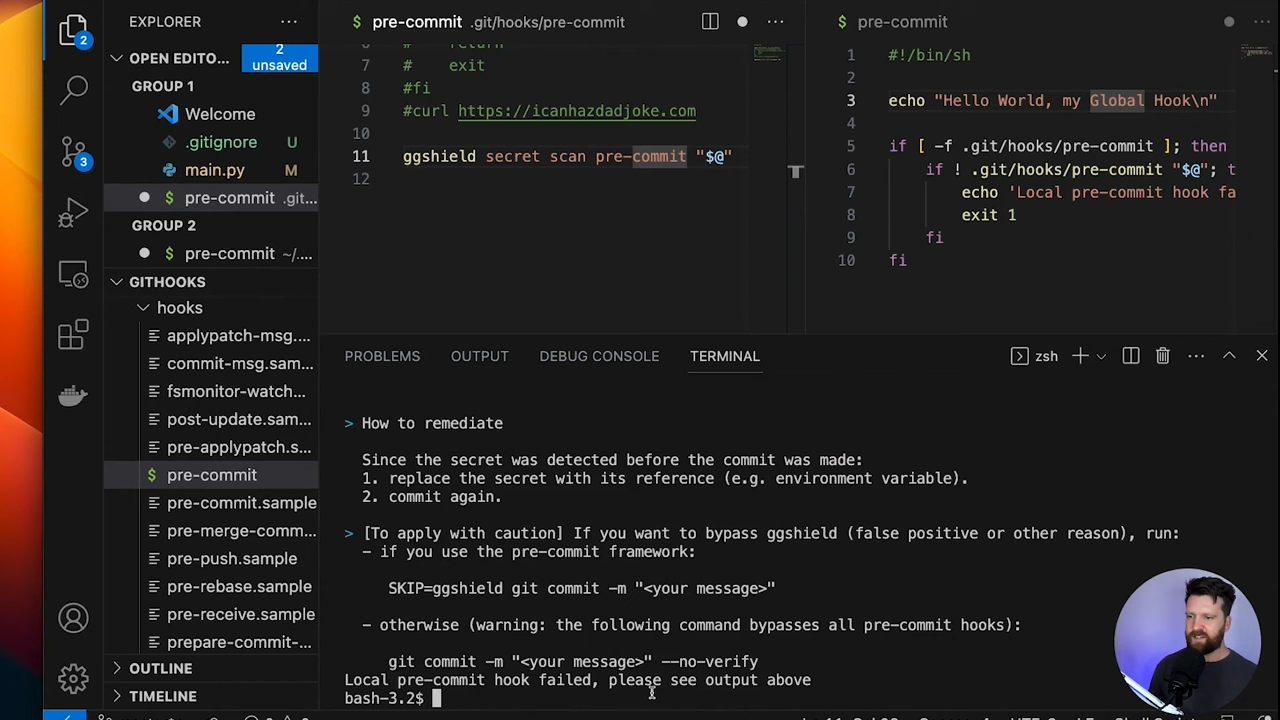 EXPLORER
OPEN EDITO...
2
unsaved
GROUP 1
Welcome
.gitignore
U
main.py
M
pre-commit .git...
GROUP 2
pre-commit ~/....
GITHOOKS
hooks
applypatch-msg....
commit-msg.sam...
fsmonitor-watch...
post-update.sam...
pre-applypatch.s...
pre-commit
pre-commit.sample
pre-merge-comm...
pre-push.sample
pre-rebase.sample
pre-receive.sample
prepare-commit-...
OUTLINE
TIMELINE
2
3
$ pre-commit .git/hooks/pre-commit
7 # exit
8 #fi
9 #curl https://icanhazdadjoke.com
10
11 ggshield secret scan pre-commit "$@"
12
$ pre-commit
1 #!/bin/sh
2
3 echo "Hello World, my Global Hook\n"
4
5 if [ -f .git/hooks/pre-commit ]; then
6 if ! .git/hooks/pre-commit "$@"; t
7 echo 'Local pre-commit hook fa
8 exit 1
9 fi
10 fi
PROBLEMS OUTPUT DEBUG CONSOLE TERMINAL
zsh
> How to remediate
Since the secret was detected before the commit was made:
1. replace the secret with its reference (e.g. environment variable).
2. commit again.
> [To apply with caution] If you want to bypass ggshield (false positive or other reason), run:
- if you use the pre-commit framework:
SKIP=ggshield git commit -m "<your message>"
- otherwise (warning: the following command bypasses all pre-commit hooks):
git commit -m "<your message>" --no-verify
Local pre-commit hook failed, please see output above
bash-3.2$